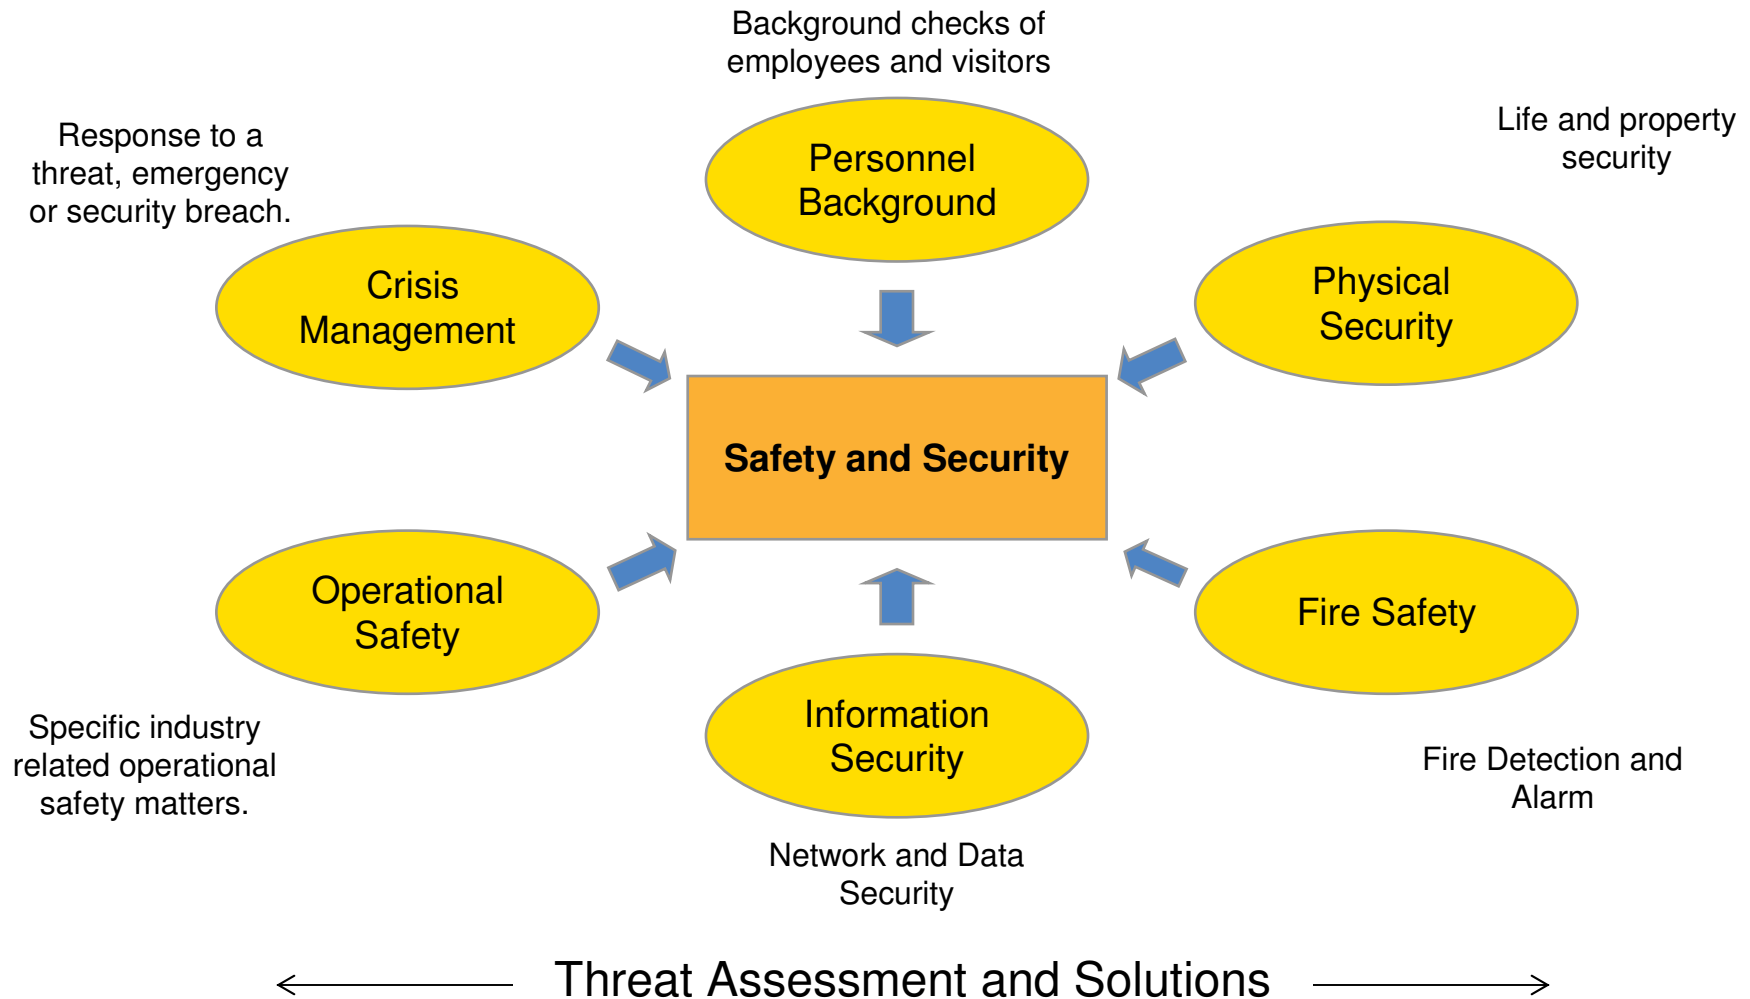 Background checks of
employees and visitors
Personnel
Background
Response to a
threat, emergency
or security breach.
Crisis
Management
Life and property
security
Physical
Security
Safety and Security
Operational
Safety
Specific industry
related operational
safety matters.
Information
Security
Network and Data
Security
Fire Safety
Fire Detection and
Alarm
Threat Assessment and Solutions